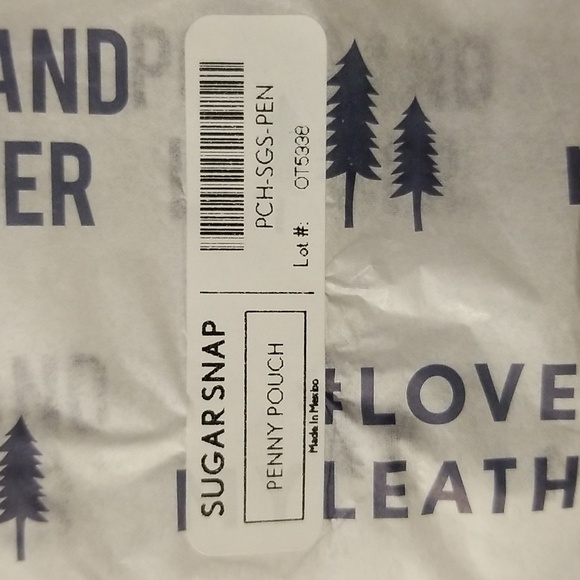 AND
ER
#LOVE
LEATH
SUGAR SNAP
PENNY POUCH
Made In Mexico
PCH-SGS-PEN
Lot #: OT5338